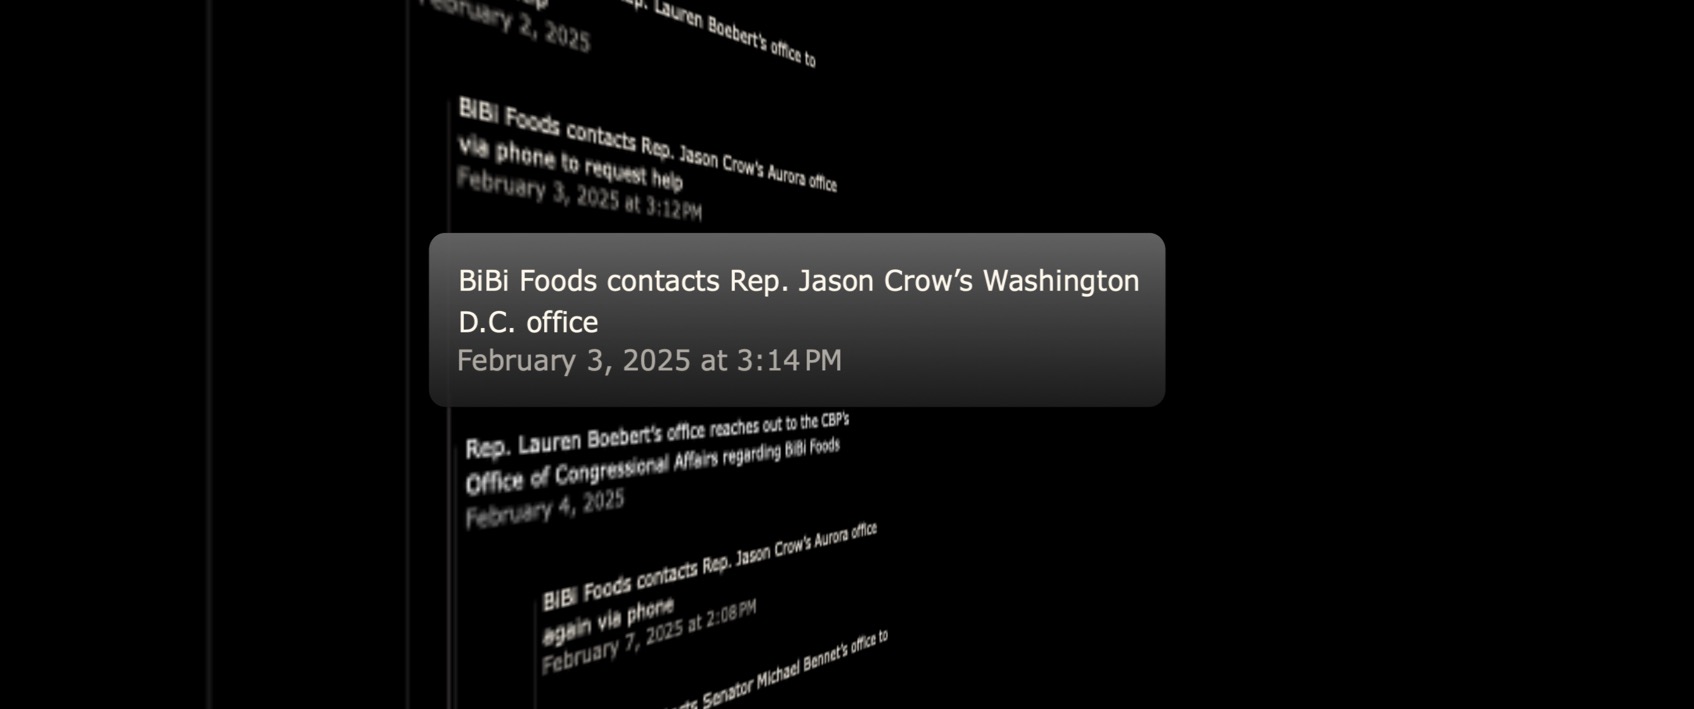 Lauren Boebert's office to
February 2, 2025
BiBi Foods contacts Rep. Jason Crow's Aurora office
via phone to request help
February 3, 2025 at 3:12 PM
BiBi Foods contacts Rep. Jason Crow’s Washington
D.C. office
February 3, 2025 at 3:14 PM
Rep. Lauren Boebert's office reaches out to the CBP's
Office of Congressional Affairs regarding BiBi Foods
February 4, 2025
BiBi Foods contacts Rep. Jason Crow's Aurora office
again via phone
February 7, 2025 at 2:08 PM
Senator Michael Bennet's office to